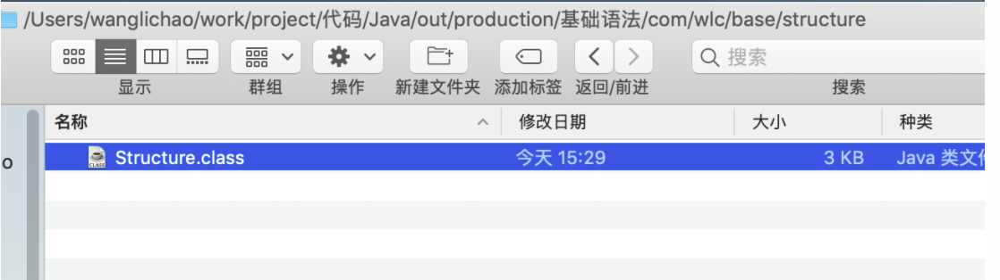 /Users/wanglichao/work/project/代码/Java/out/production/基础语法/com/wlc/base/structure
搜索
显示 群组 操作 新建文件夹 添加标签 返回/前进 搜索
名称 修改日期 大小 种类
o
CLASS Structure.class 今天 15:29 3 KB Java 类文